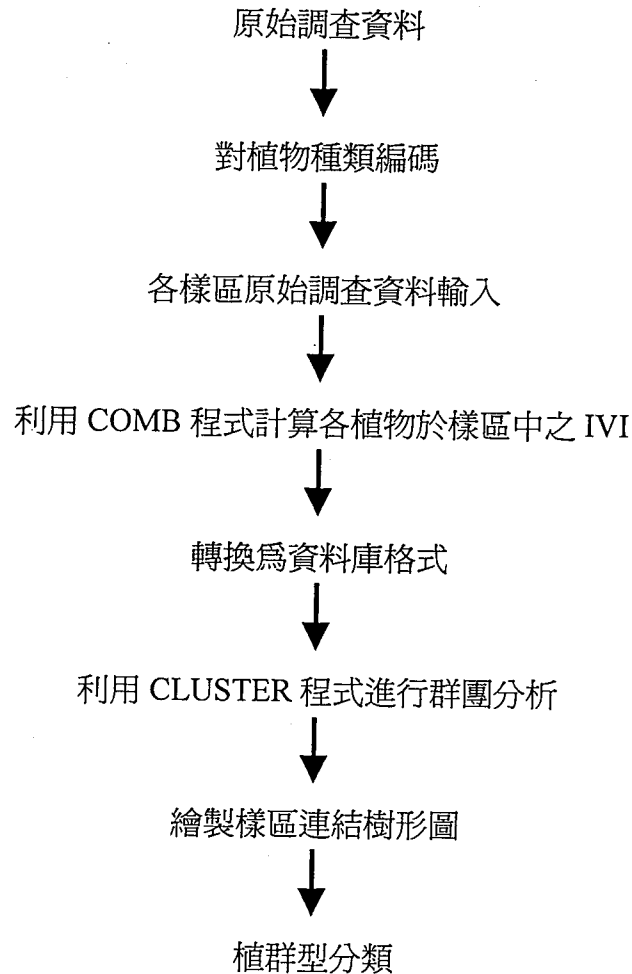 原始調查資料
對植物種類編碼
各樣區原始調查資料輸入
利用 COMB 程式計算各植物於樣區中之 IVI
轉換爲資料庫格式
利用 CLUSTER 程式進行群團分析
繪製樣區連結樹形圖
植群型分類